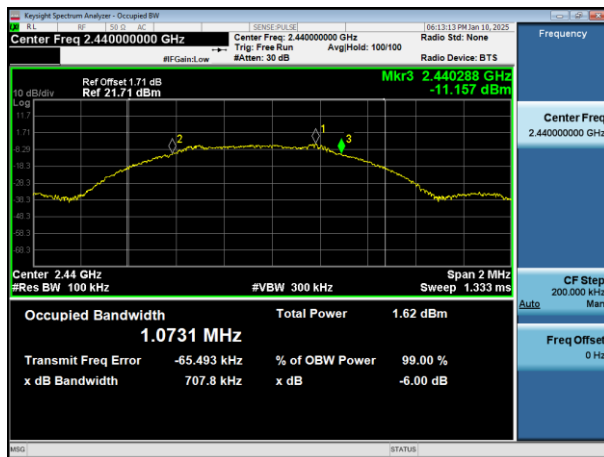 Keysight Spectrum Analyzer - Occupied BW
RL RF 50 Ω AC SENSE:PULSE 06:13:13 PM Jan 10, 2025
Center Freq 2.440000000 GHz Center Freq: 2.440000000 GHz Radio Std: None
Trig: Free Run Avg|Hold: 100/100
#IFGain:Low #Atten: 30 dB Radio Device: BTS
Frequency
Mkr3 2.440288 GHz
-11.157 dBm
Ref Offset 1.71 dB
10 dB/div Ref 21.71 dBm
Log
11.7
1.71
-8.29
-18.3
-28.3
-38.3
-48.3
-58.3
-68.3
2
1
3
Center 2.44 GHz Span 2 MHz
#Res BW 100 kHz #VBW 300 kHz Sweep 1.333 ms
Occupied Bandwidth Total Power 1.62 dBm
1.0731 MHz
Transmit Freq Error -65.493 kHz % of OBW Power 99.00 %
x dB Bandwidth 707.8 kHz x dB -6.00 dB
Center Freq
2.440000000 GHz
CF Step
200.000 kHz
Auto Man
Freq Offset
0 Hz
MSG STATUS